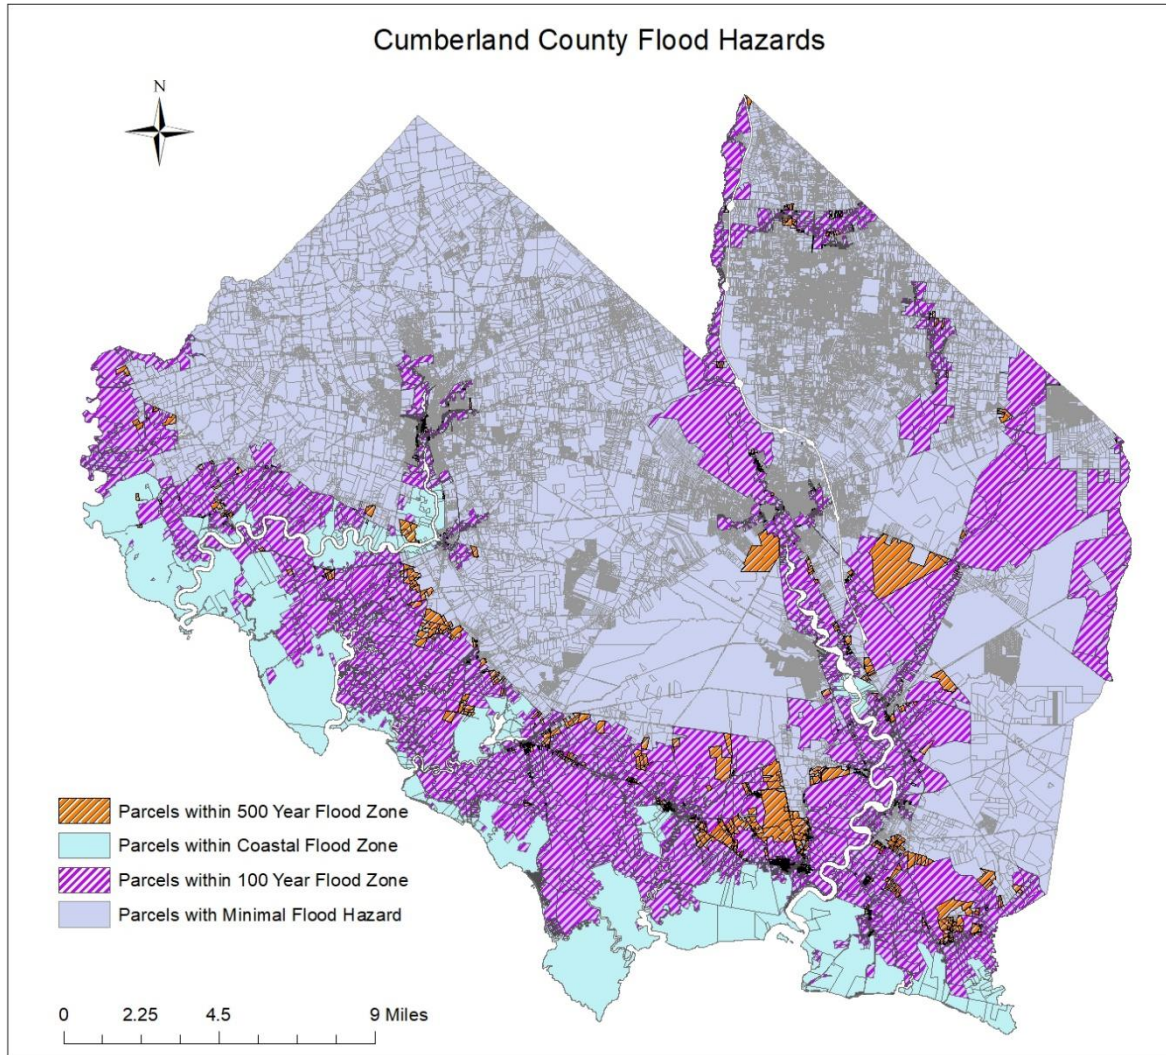 Cumberland County Flood Hazards
N
Parcels within 500 Year Flood Zone
Parcels within Coastal Flood Zone
Parcels within 100 Year Flood Zone
Parcels with Minimal Flood Hazard
0 2.25 4.5 9 Miles